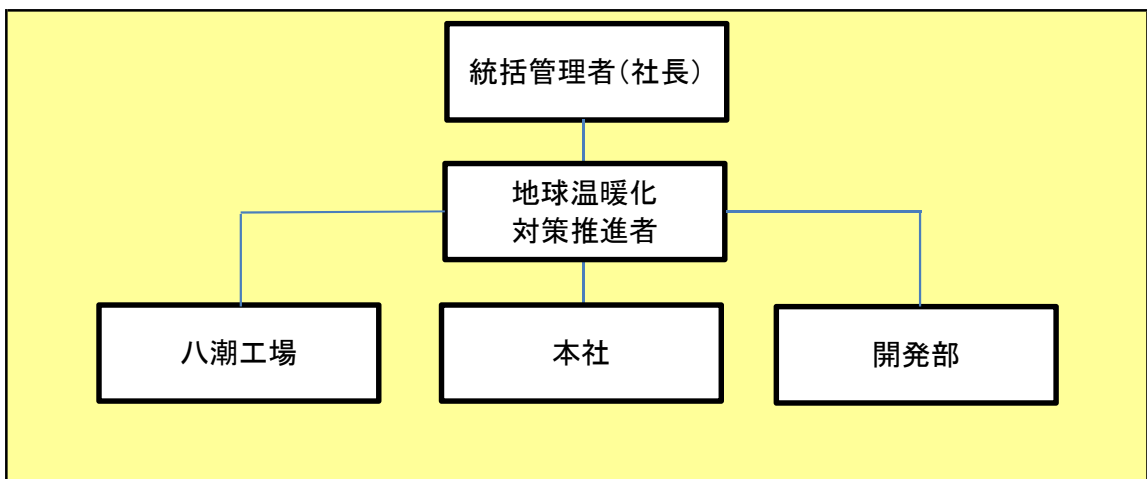 統括管理者（社長）
地球温暖化
対策推進者
八潮工場
本社
開発部